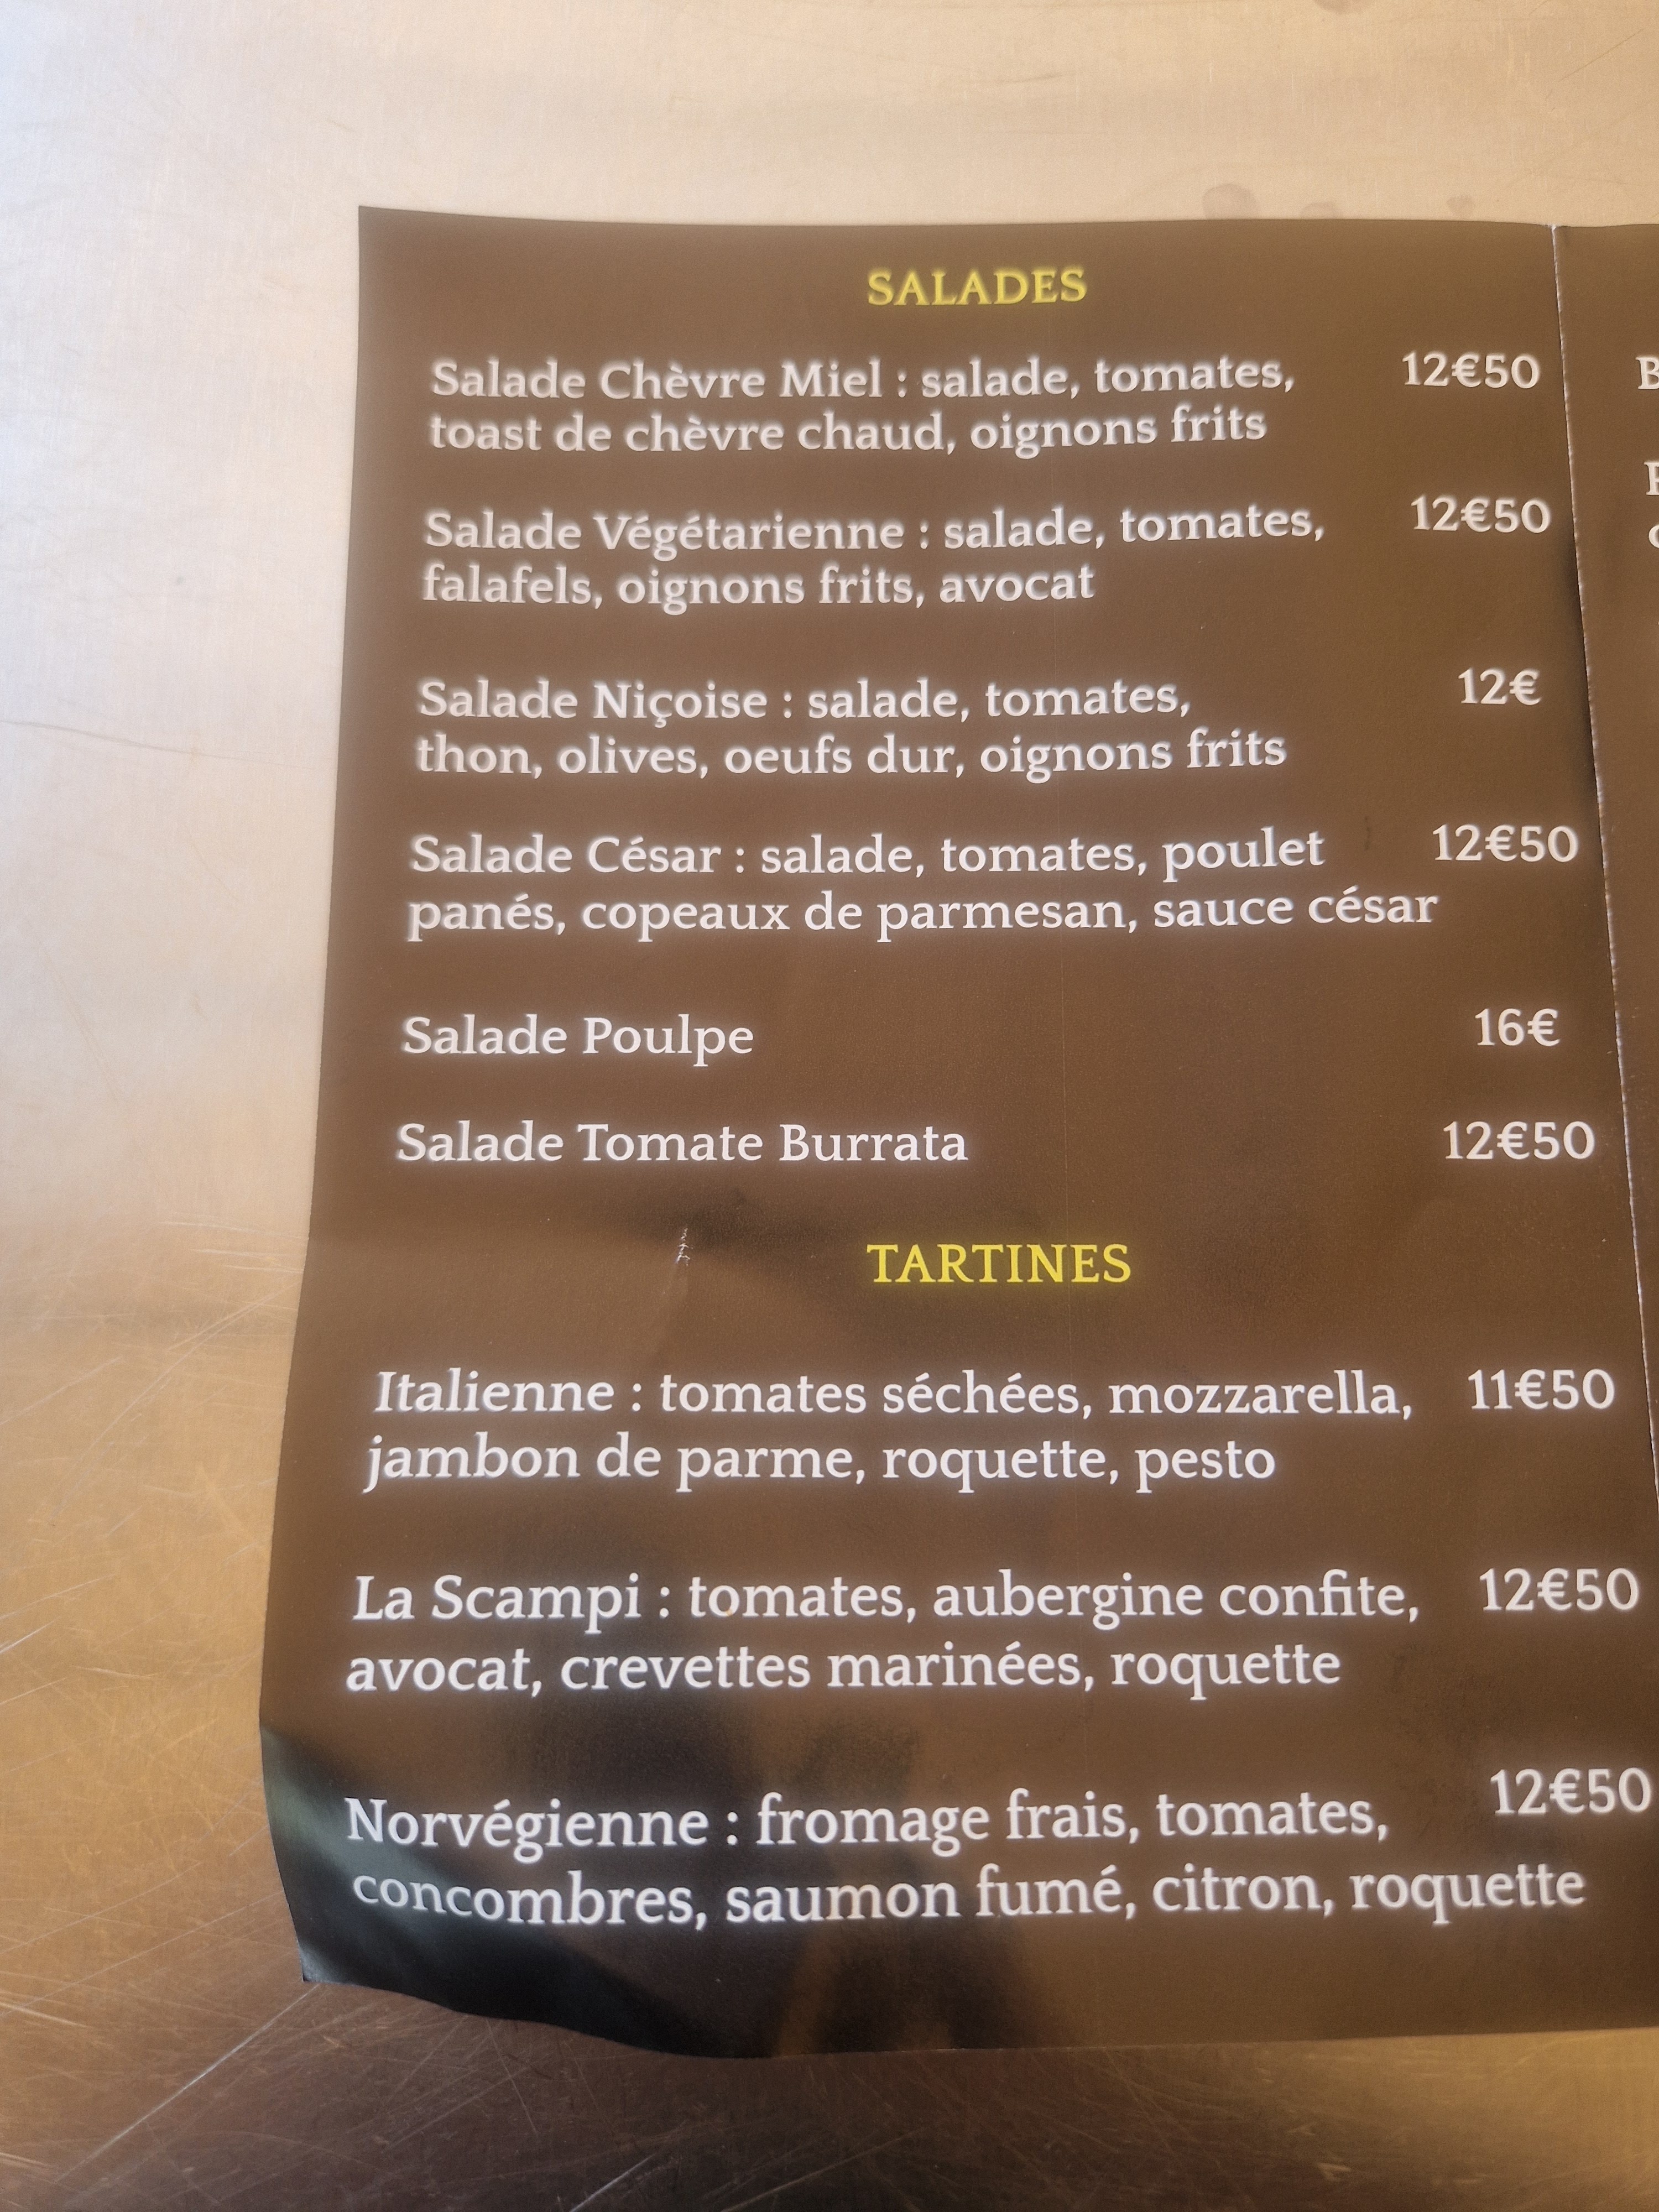 SALADES
Salade Chèvre Miel : salade, tomates, 12€50
toast de chèvre chaud, oignons frits
Salade Végétarienne : salade, tomates, 12€50
falafels, oignons frits, avocat
Salade Niçoise : salade, tomates, 12€
thon, olives, oeufs dur, oignons frits
Salade César : salade, tomates, poulet 12€50
panés, copeaux de parmesan, sauce césar
Salade Poulpe 16€
Salade Tomate Burrata 12€50
TARTINES
Italienne : tomates séchées, mozzarella, 11€50
jambon de parme, roquette, pesto
La Scampi : tomates, aubergine confite, 12€50
avocat, crevettes marinées, roquette
Norvégienne : fromage frais, tomates, 12€50
concombres, saumon fumé, citron, roquette